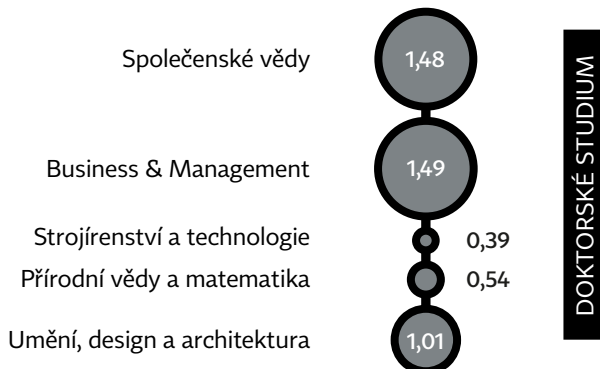 Společenské vědy 1,48
Business & Management 1,49
Strojírenství a technologie 0,39
Přírodní vědy a matematika 0,54
Umění, design a architektura 1,01
DOKTORSKÉ STUDIUM